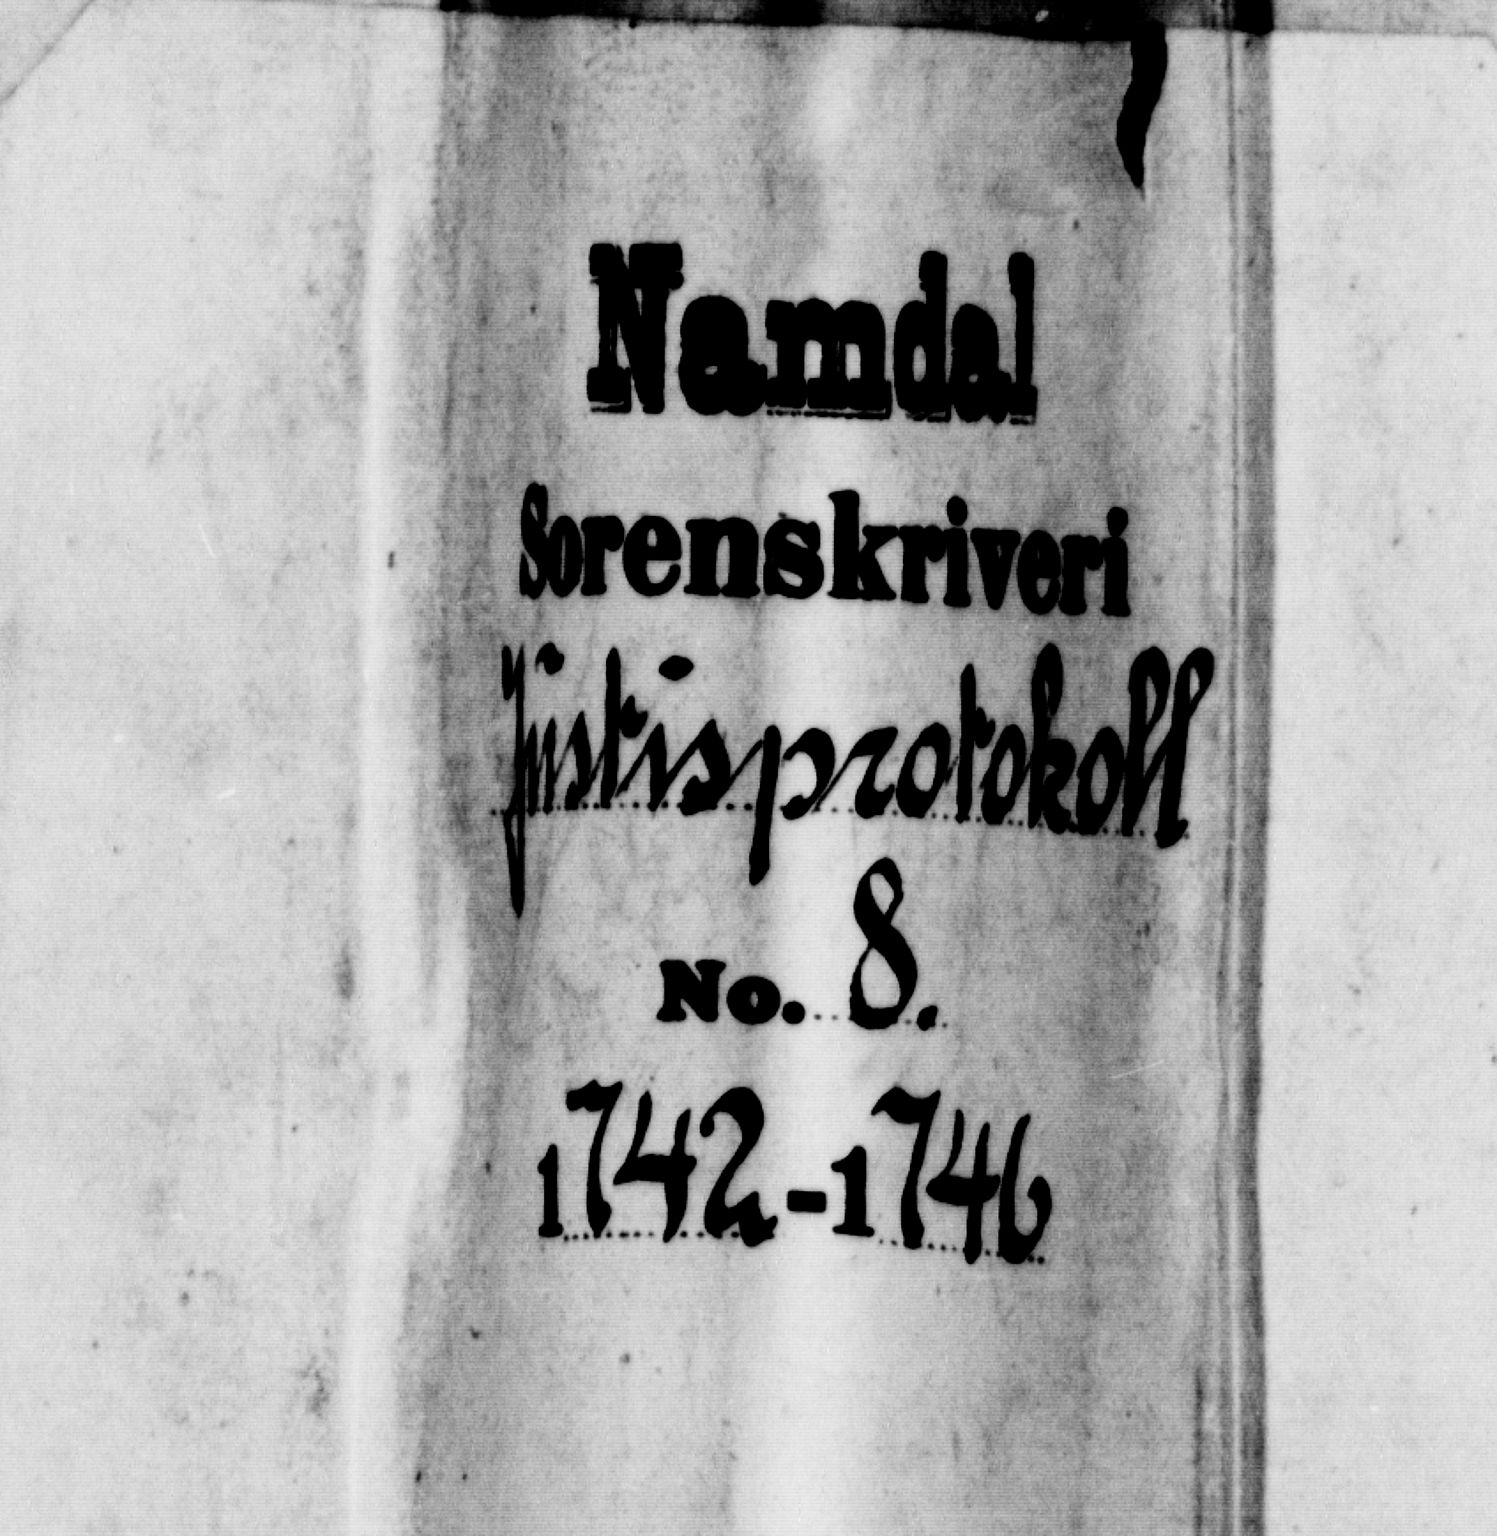 Namdal
Sorenskriveri
Justisprotokoll
No. 8.
1742-1746